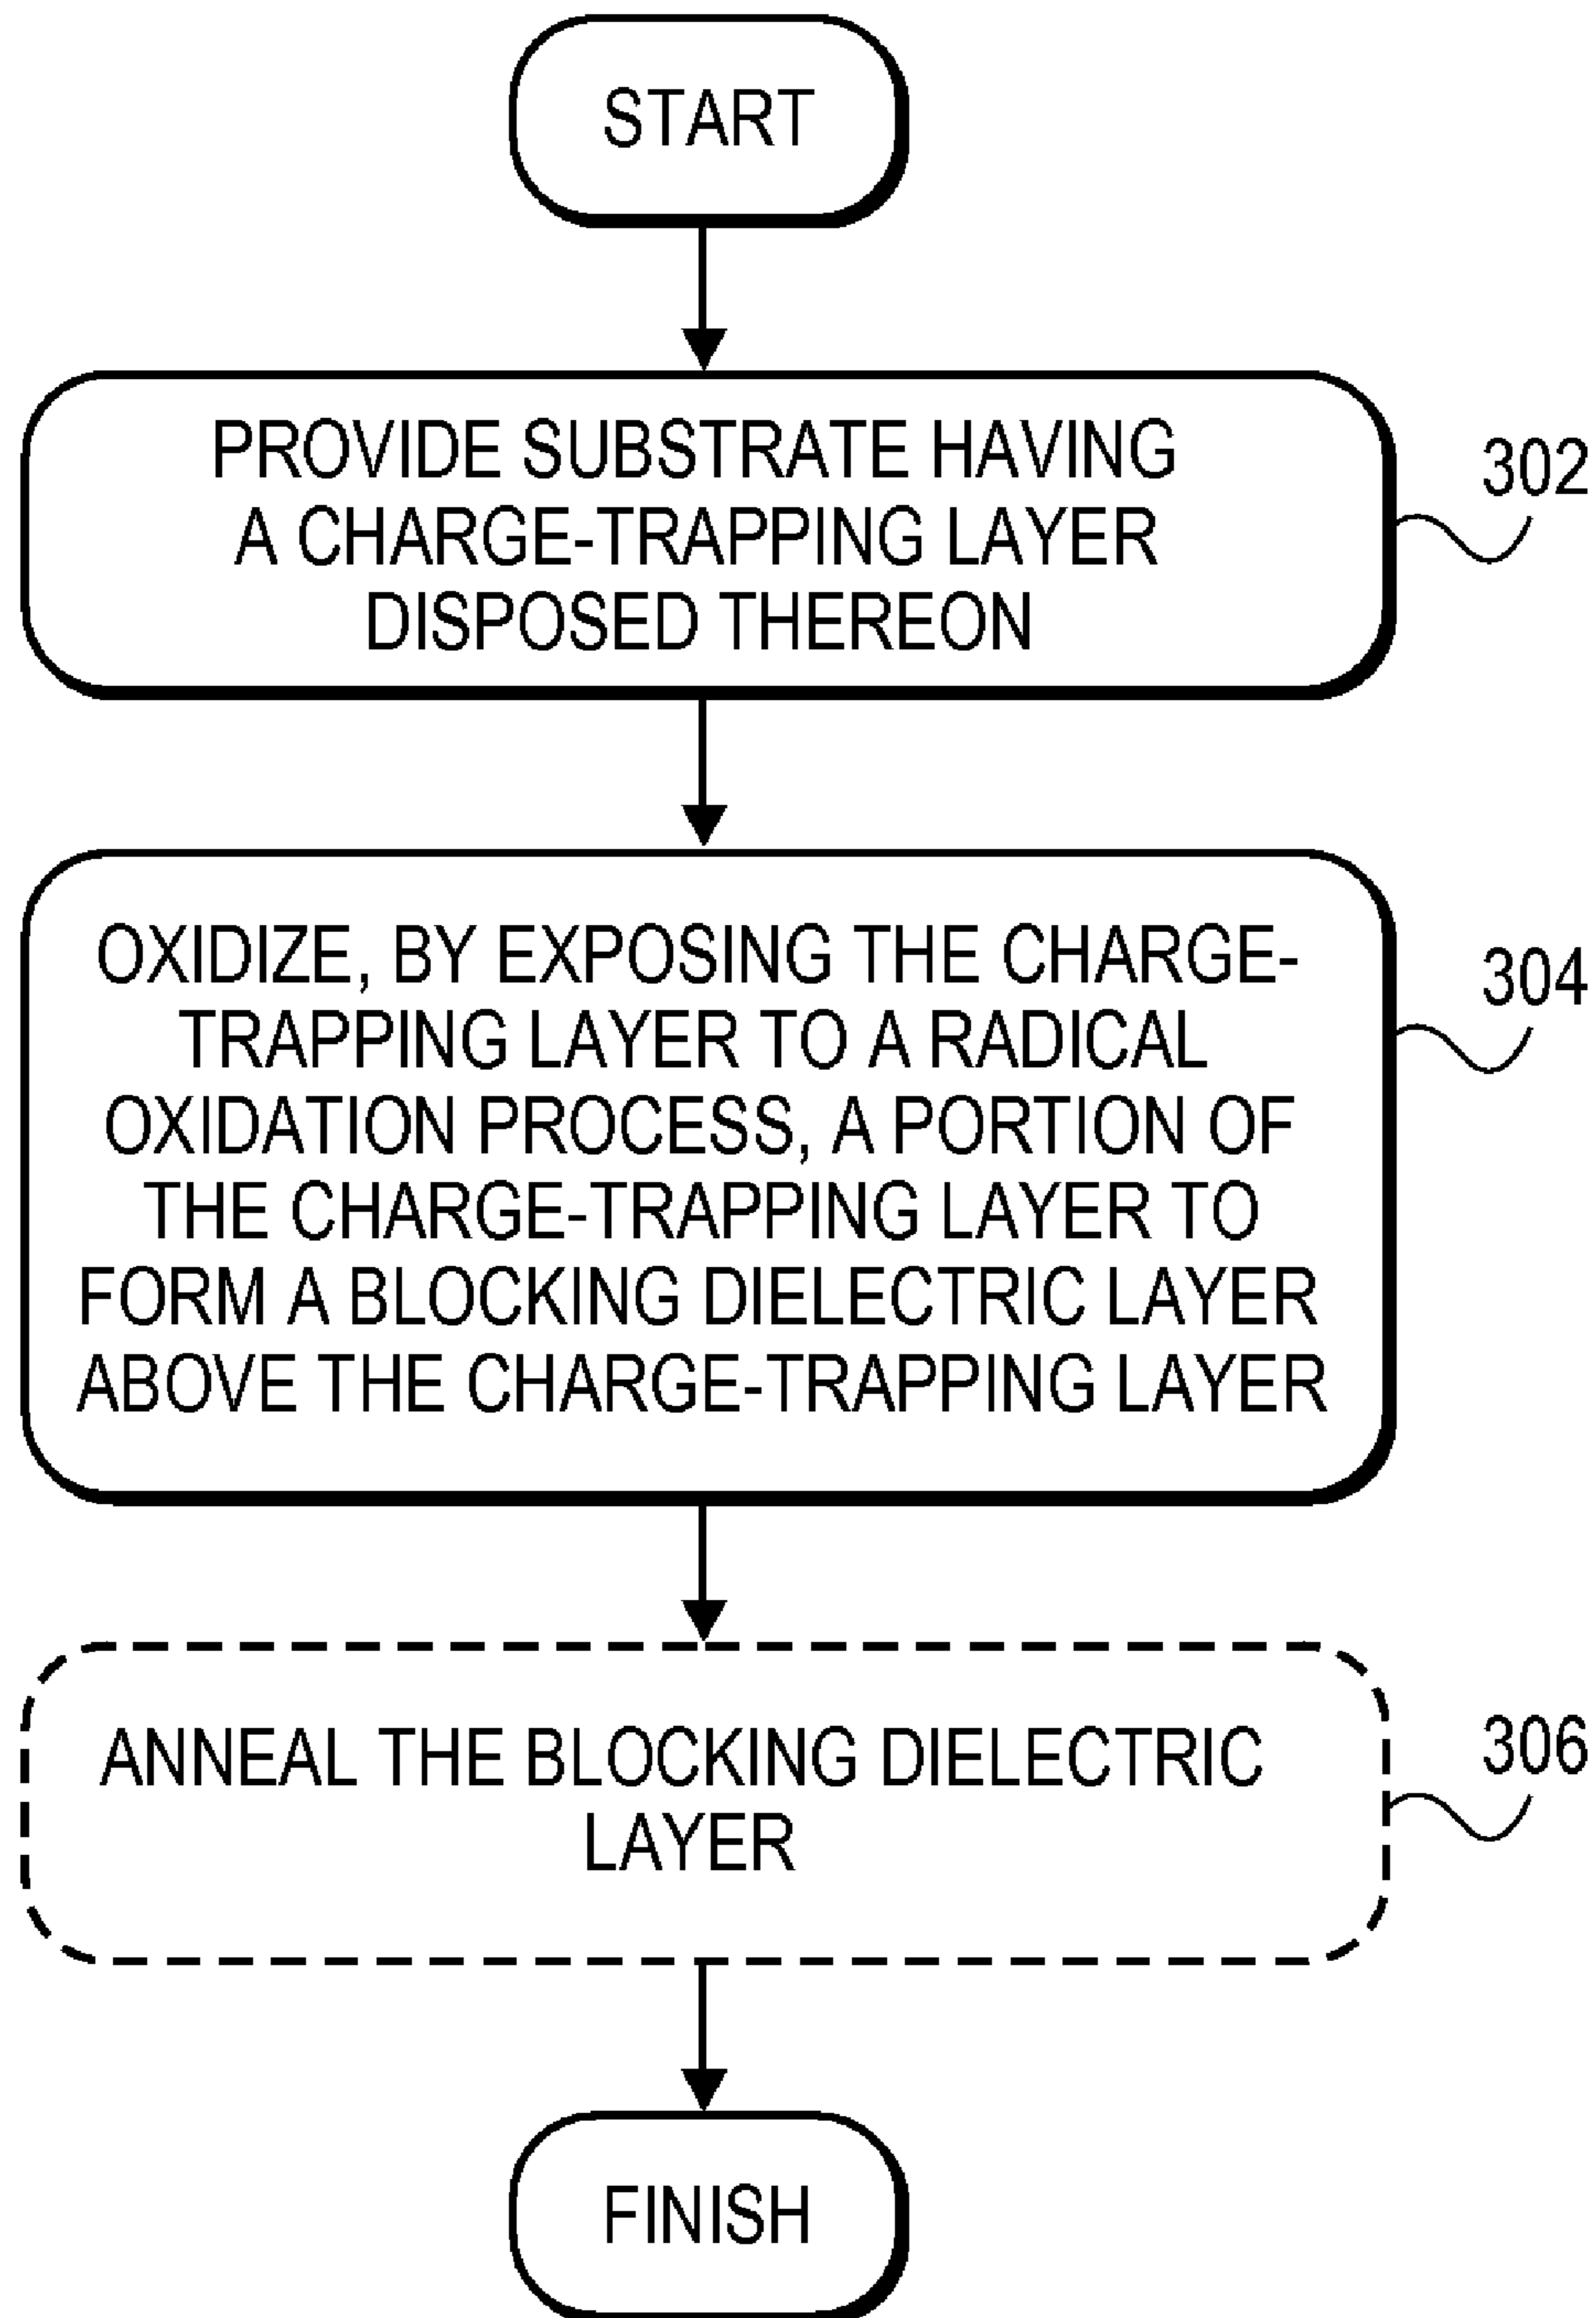 START
PROVIDE SUBSTRATE HAVING
A CHARGE-TRAPPING LAYER
DISPOSED THEREON
302
OXIDIZE, BY EXPOSING THE CHARGE-
TRAPPING LAYER TO A RADICAL
OXIDATION PROCESS, A PORTION OF
THE CHARGE-TRAPPING LAYER TO
FORM A BLOCKING DIELECTRIC LAYER
ABOVE THE CHARGE-TRAPPING LAYER
304
ANNEAL THE BLOCKING DIELECTRIC
LAYER
306
FINISH